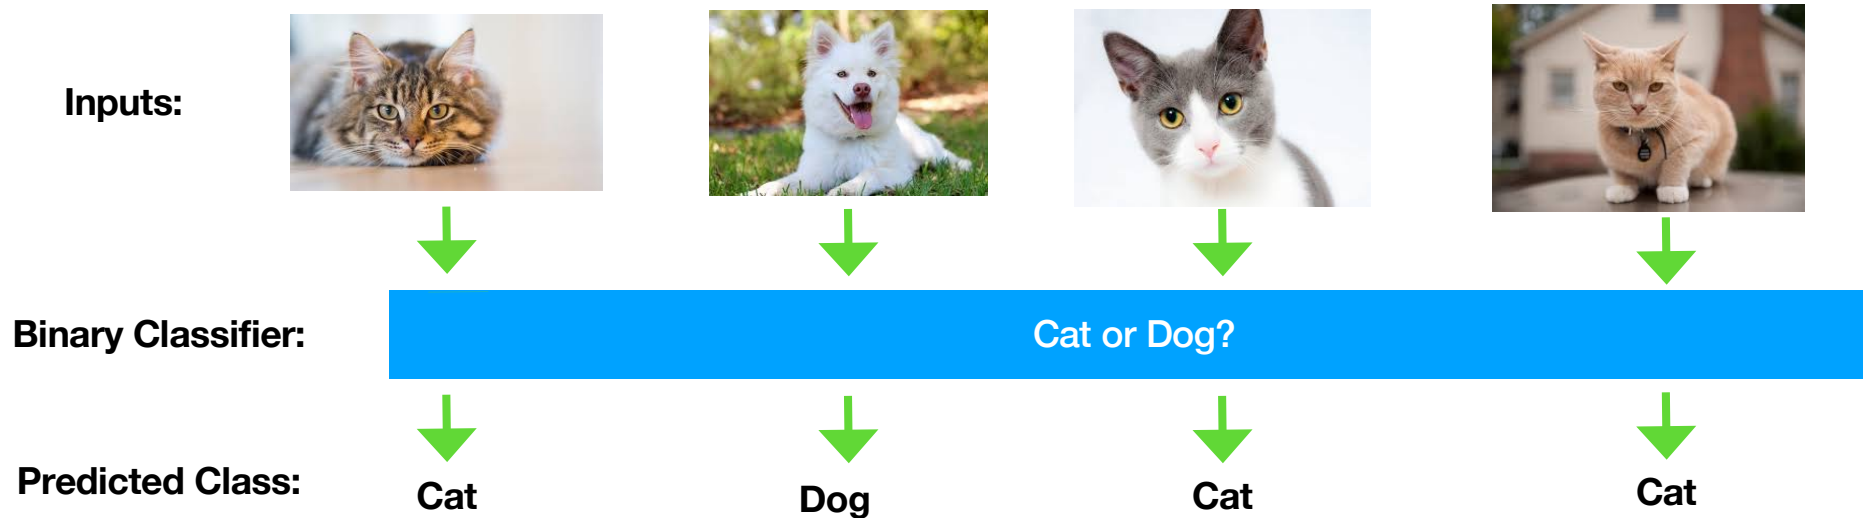 Inputs:
Binary Classifier:
Cat or Dog?
Predicted Class:
Cat
Dog
Cat
Cat